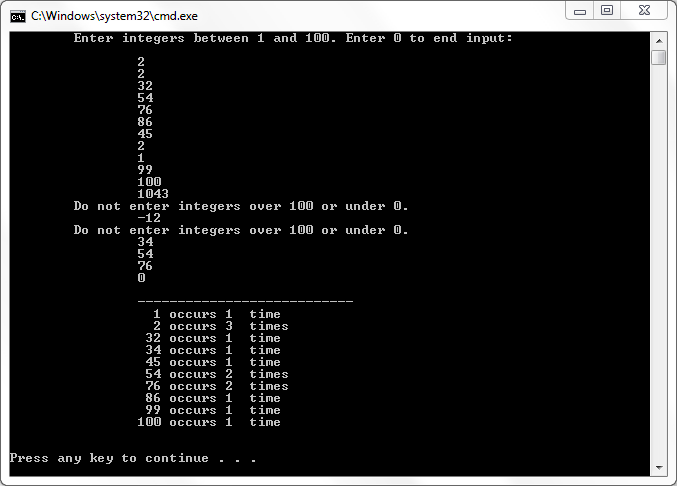 C:\Windows\system32\cmd.exe
Enter integers between 1 and 100. Enter 0 to end input:
2
2
32
54
76
86
45
2
1
99
100
1043
Do not enter integers over 100 or under 0.
-12
Do not enter integers over 100 or under 0.
34
54
76
0
---------------------------
1 occurs 1  time
2 occurs 3  times
32 occurs 1  time
34 occurs 1  time
45 occurs 1  time
54 occurs 2  times
76 occurs 2  times
86 occurs 1  time
99 occurs 1  time
100 occurs 1  time
Press any key to continue . . .